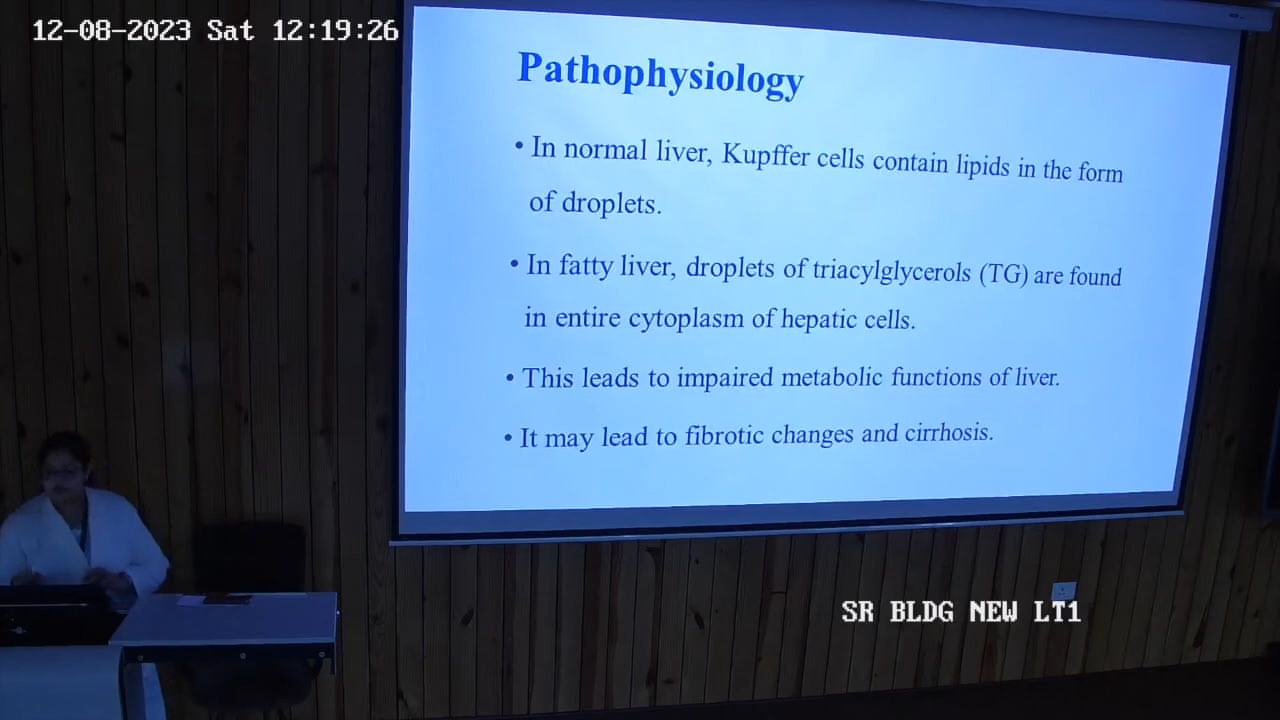 12-08-2023 Sat 12:19:26
Pathophysiology
• In normal liver, Kupffer cells contain lipids in the form
of droplets.
• In fatty liver, droplets of triacylglycerols (TG) are found
in entire cytoplasm of hepatic cells.
• This leads to impaired metabolic functions of liver.
• It may lead to fibrotic changes and cirrhosis.
SR BLDG NEW LT1